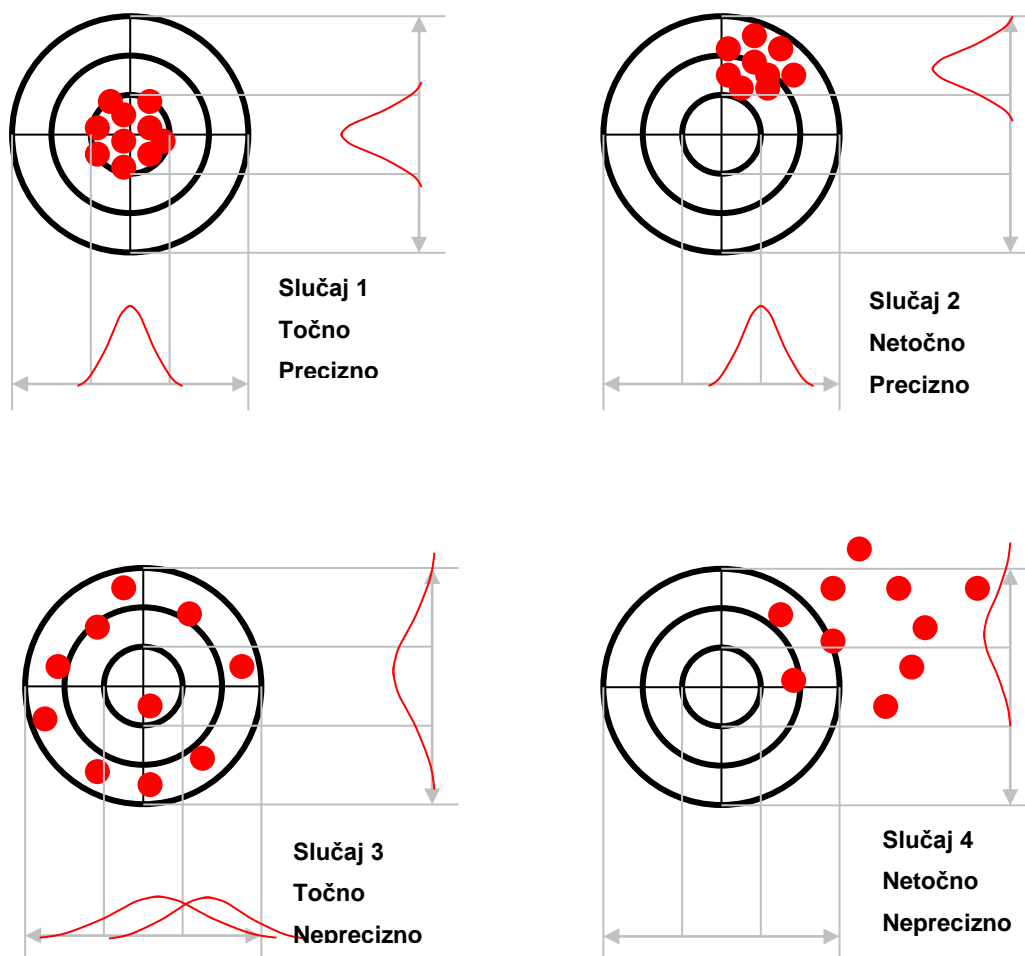 Slučaj 1
Točno
Precizno
Slučaj 2
Netočno
Precizno
Slučaj 3
Točno
Neprecizno
Slučaj 4
Netočno
Neprecizno